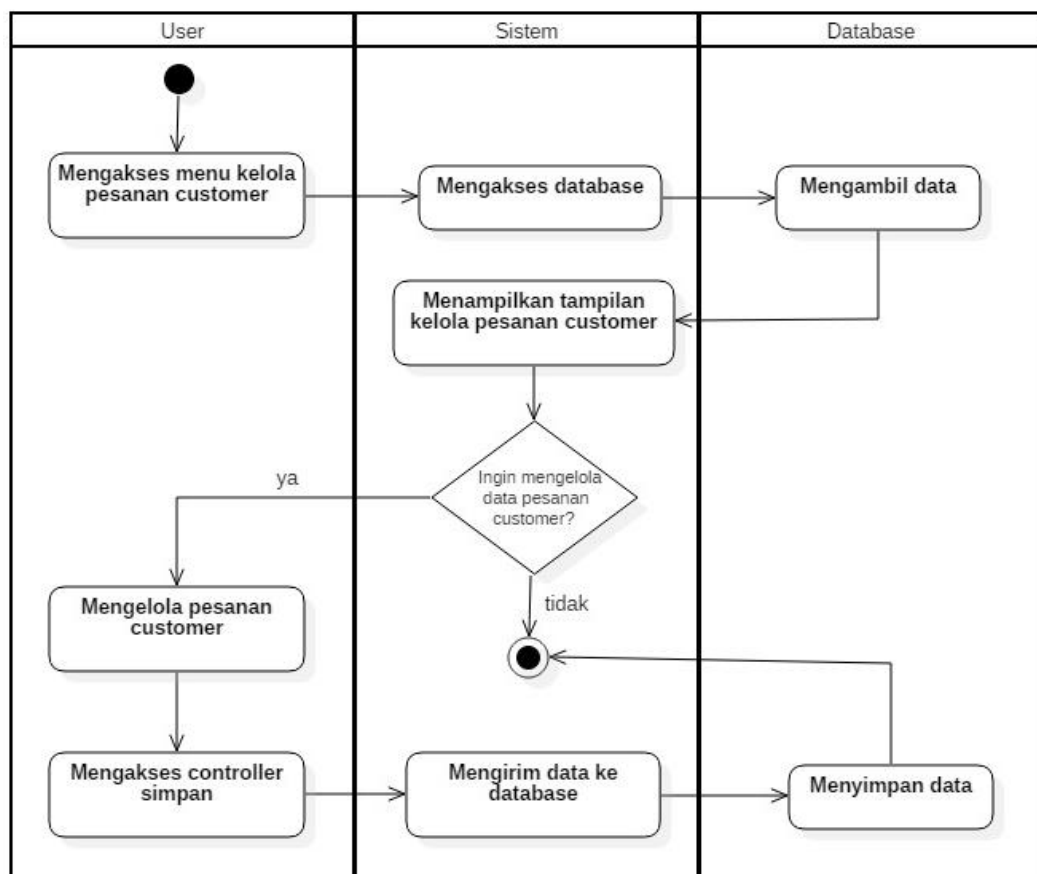 User
Sistem
Database
Mengakses menu kelola
pesanan customer
Mengakses database
Mengambil data
Menampilkan tampilan
kelola pesanan customer
Ingin mengelola
data pesanan
customer?
ya
tidak
Mengelola pesanan
customer
Mengakses controller
simpan
Mengirim data ke
database
Menyimpan data